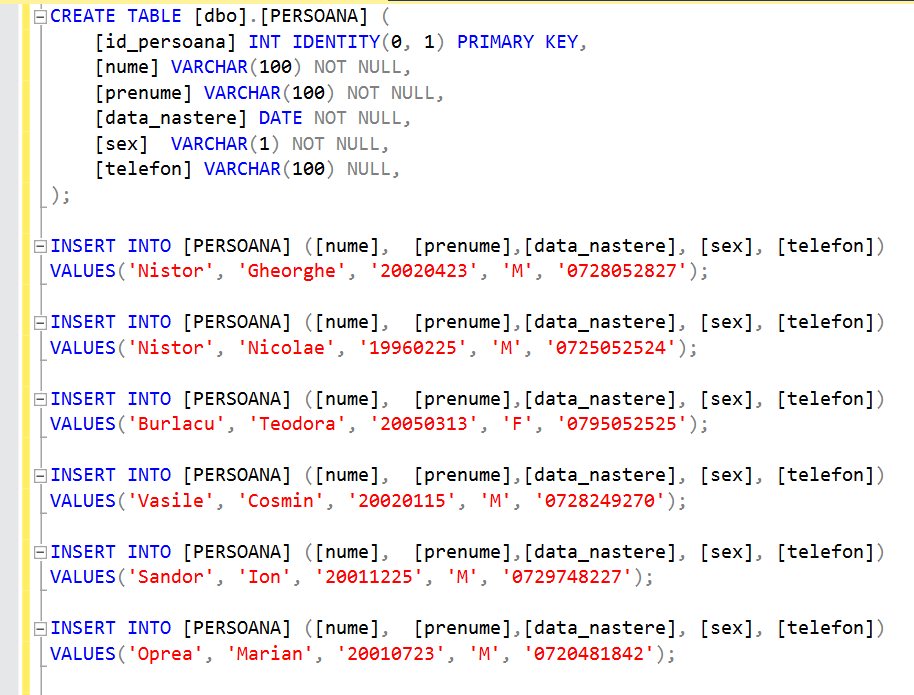 CREATE TABLE [dbo].[PERSOANA] (
[id_persoana] INT IDENTITY(0, 1) PRIMARY KEY,
[nume] VARCHAR(100) NOT NULL,
[prenume] VARCHAR(100) NOT NULL,
[data_nastere] DATE NOT NULL,
[sex]  VARCHAR(1) NOT NULL,
[telefon] VARCHAR(100) NULL,
);
INSERT INTO [PERSOANA] ([nume],  [prenume],[data_nastere], [sex], [telefon])
VALUES('Nistor', 'Gheorghe', '20020423', 'M', '0728052827');
INSERT INTO [PERSOANA] ([nume],  [prenume],[data_nastere], [sex], [telefon])
VALUES('Nistor', 'Nicolae', '19960225', 'M', '0725052524');
INSERT INTO [PERSOANA] ([nume],  [prenume],[data_nastere], [sex], [telefon])
VALUES('Burlacu', 'Teodora', '20050313', 'F', '0795052525');
INSERT INTO [PERSOANA] ([nume],  [prenume],[data_nastere], [sex], [telefon])
VALUES('Vasile', 'Cosmin', '20020115', 'M', '0728249270');
INSERT INTO [PERSOANA] ([nume],  [prenume],[data_nastere], [sex], [telefon])
VALUES('Sandor', 'Ion', '20011225', 'M', '0729748227');
INSERT INTO [PERSOANA] ([nume],  [prenume],[data_nastere], [sex], [telefon])
VALUES('Oprea', 'Marian', '20010723', 'M', '0720481842');